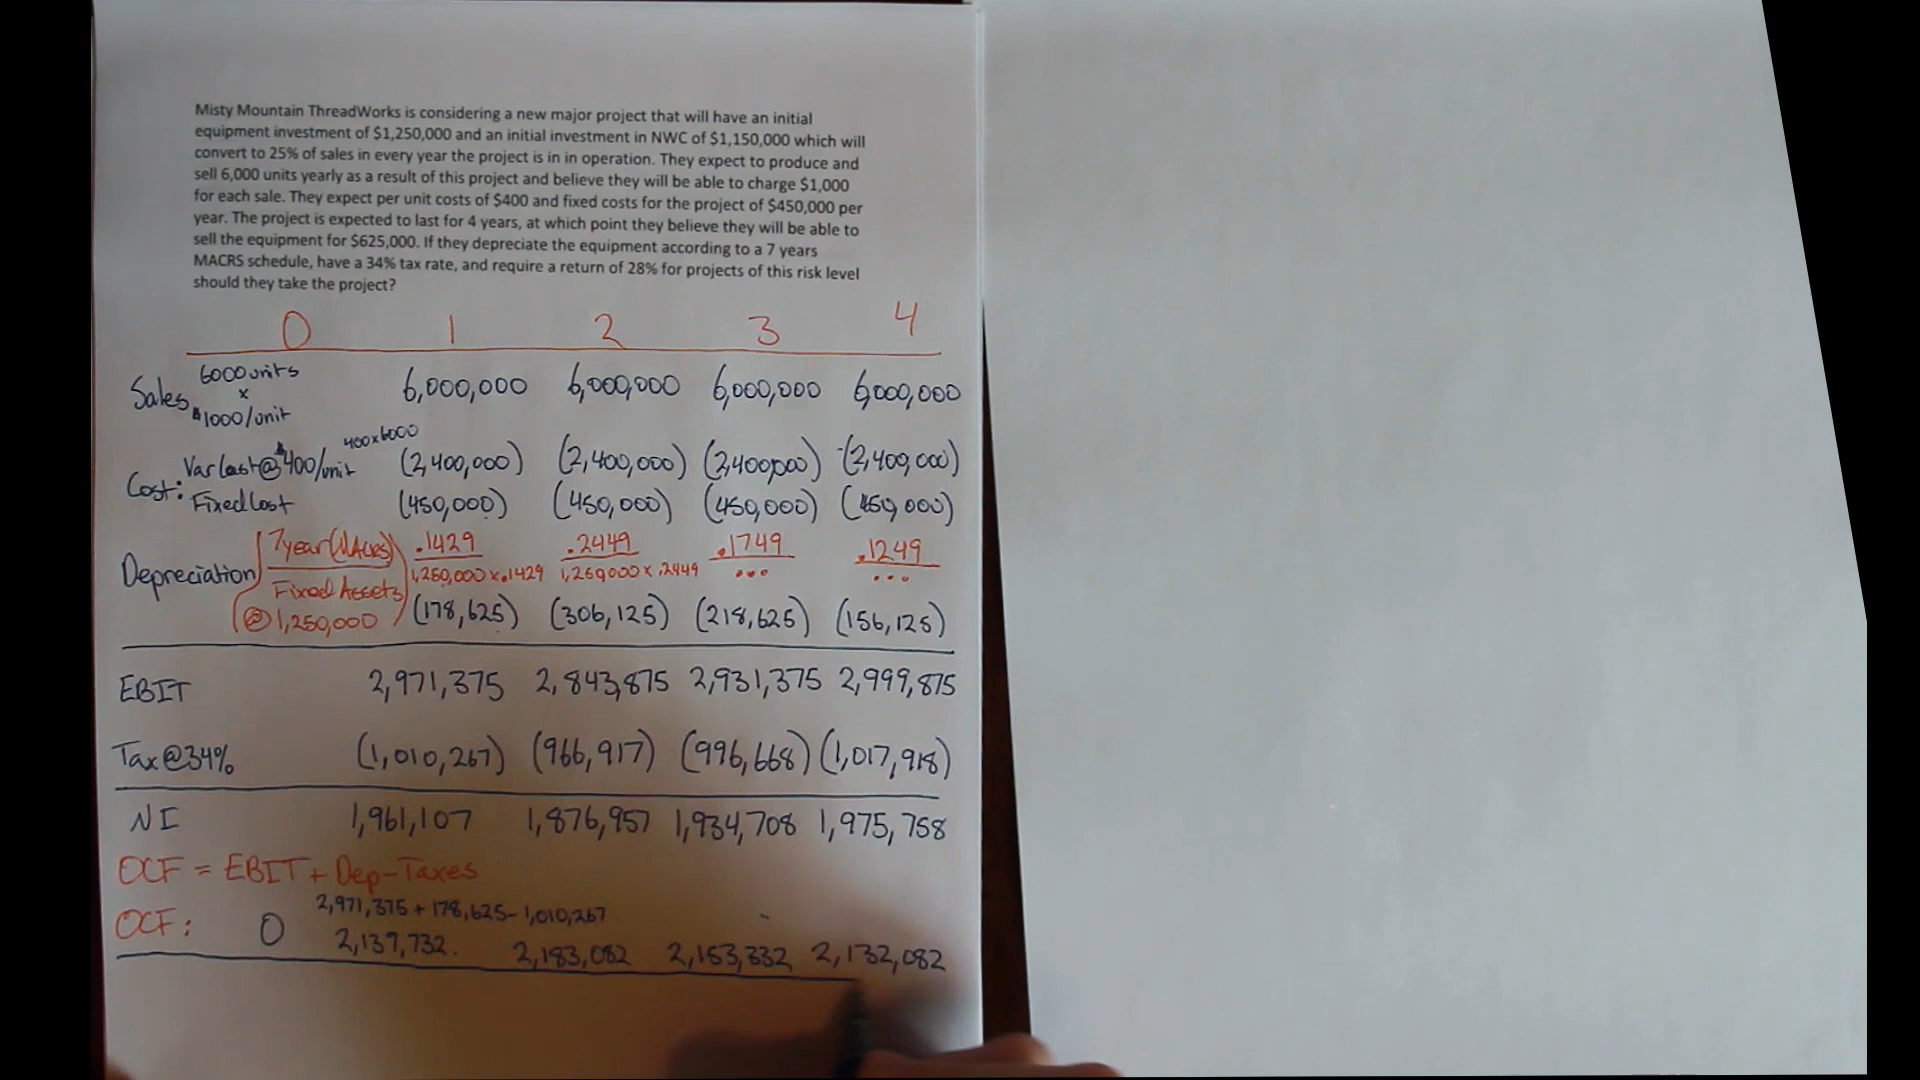 Misty Mountain ThreadWorks is considering a new major project that will have an initial
equipment investment of $1,250,000 and an initial investment in NWC of $1,150,000 which will
convert to 25% of sales in every year the project is in in operation. They expect to produce and
sell 6,000 units yearly as a result of this project and believe they will be able to charge $1,000
for each sale. They expect per unit costs of $400 and fixed costs for the project of $450,000 per
year. The project is expected to last for 4 years, at which point they believe they will be able to
sell the equipment for $625,000. If they depreciate the equipment according to a 7 years
MACRS schedule, have a 34% tax rate, and require a return of 28% for projects of this risk level
should they take the project?
0 1 2 3 4
6000 units
Sales x 6,000,000 6,000,000 6,000,000 6,000,000
$1000/unit
400x6000
Var Cost@$400/unit (2,400,000) (2,400,000) (2,400,000) (2,400,000)
Cost: Fixed Cost (450,000) (450,000) (450,000) (450,000)
7year(MACRS) .1429 .2449 .1749 .1249
Depreciation 1,250,000x.1429 1,250,000x.2449 ... ...
Fixed Assets
@1,250,000 (178,625) (306,125) (218,625) (156,125)
EBIT 2,971,375 2,843,875 2,931,375 2,999,875
Tax@34% (1,010,267) (966,917) (996,668) (1,017,918)
NI 1,961,107 1,876,957 1,934,708 1,975,758
OCF = EBIT + Dep-Taxes
2,971,375 + 178,625 - 1,010,267
OCF: 0 2,139,732. 2,183,082 2,153,332 2,132,082